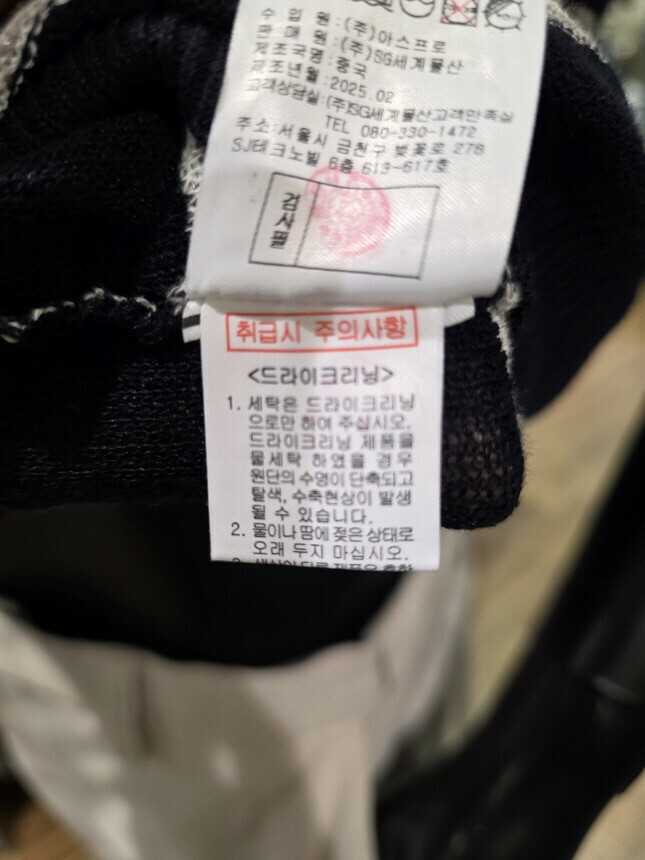 수 입 원 : (주)아스프로
판 매 원 : (주)SG세계물산
제조국명 : 중국
제조년월 : 2025.02
고객상담실:(주)SG세계물산고객만족실
TEL 080-330-1472
주소:서울시 금천구 벚꽃로 278
SJ테크노빌 6층 613-617호
검사필
취급시 주의사항
<드라이크리닝>
1. 세탁은 드라이크리닝
으로만 하여 주십시오.
드라이크리닝 제품을
물세탁 하였을 경우
원단의 수명이 단축되고
탈색, 수축현상이 발생
될 수 있습니다.
2. 물이나 땀에 젖은 상태로
오래 두지 마십시오.